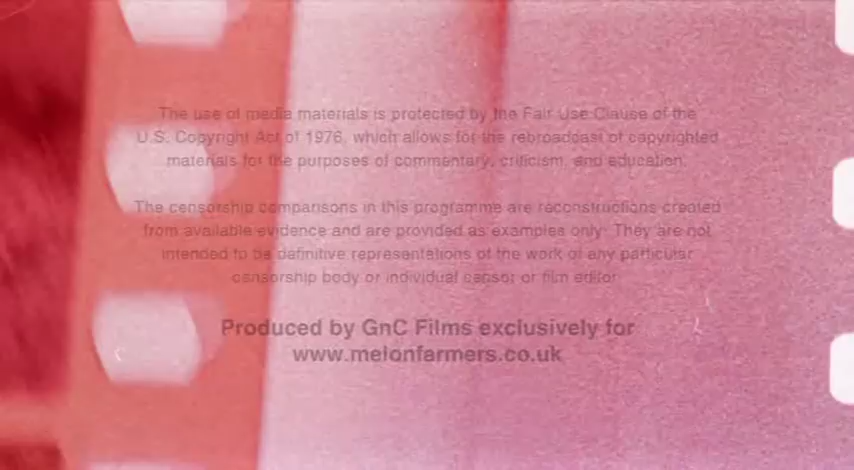 The use of media materials is protected by the Fair Use Clause of the
U.S. Copyright Act of 1976, which allows for the rebroadcast of copyrighted
materials for the purposes of commentary, criticism, and education.
The censorship comparisons in this programme are reconstructions created
from available evidence and are provided as examples only. They are not
intended to be definitive representations of the work of any particular
censorship body or individual censor or film editor
Produced by GnC Films exclusively for
www.melonfarmers.co.uk